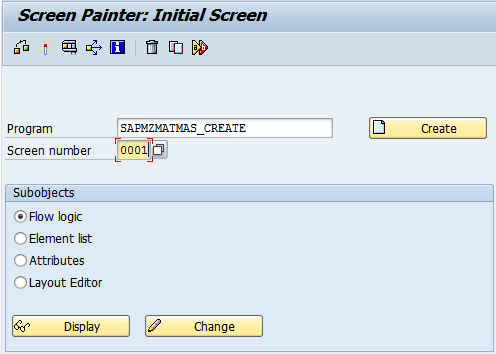 Screen Painter: Initial Screen
Program SAPMZMATMAS_CREATE Create
Screen number 0001
Subobjects
Flow logic
Element list
Attributes
Layout Editor
Display Change